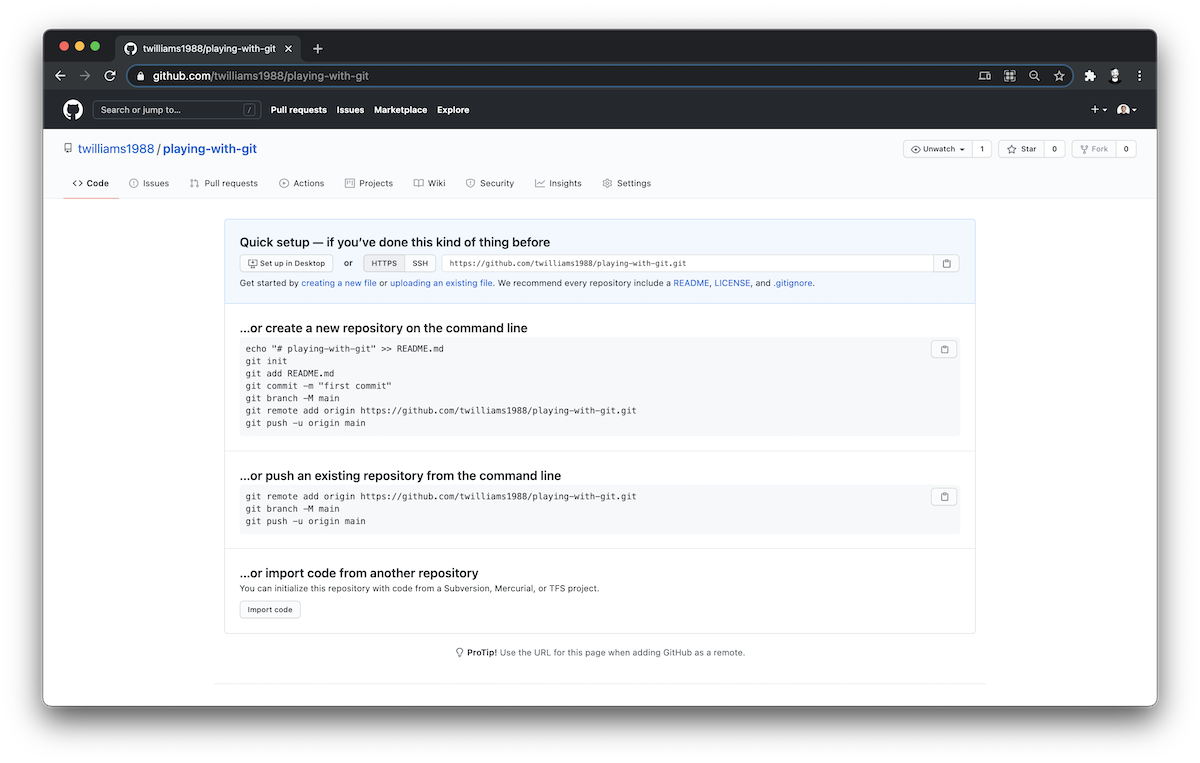 twilliams1988/playing-with-git
github.com/twilliams1988/playing-with-git
Search or jump to... / Pull requests Issues Marketplace Explore
twilliams1988 / playing-with-git Unwatch 1 Star 0 Fork 0
<> Code Issues Pull requests Actions Projects Wiki Security Insights Settings
Quick setup — if you’ve done this kind of thing before
Set up in Desktop or HTTPS SSH https://github.com/twilliams1988/playing-with-git.git
Get started by creating a new file or uploading an existing file. We recommend every repository include a README, LICENSE, and .gitignore.
…or create a new repository on the command line
echo "# playing-with-git" >> README.md
git init
git add README.md
git commit -m "first commit"
git branch -M main
git remote add origin https://github.com/twilliams1988/playing-with-git.git
git push -u origin main
…or push an existing repository from the command line
git remote add origin https://github.com/twilliams1988/playing-with-git.git
git branch -M main
git push -u origin main
…or import code from another repository
You can initialize this repository with code from a Subversion, Mercurial, or TFS project.
Import code
ProTip! Use the URL for this page when adding GitHub as a remote.